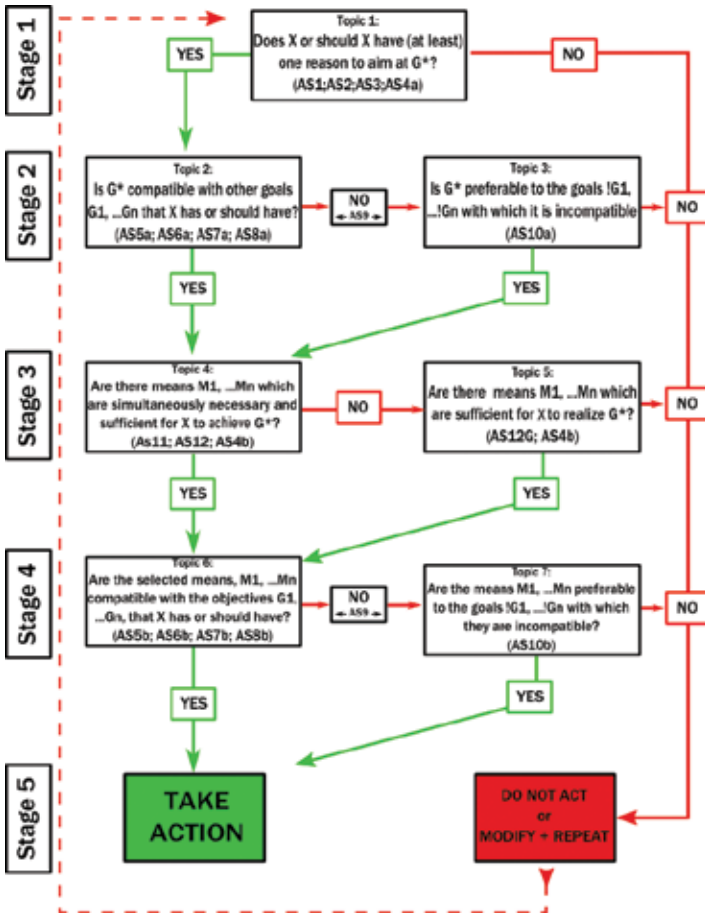 Stage 1
Topic 1:
Does X or should X have (at least)
one reason to aim at G*?
(AS1;AS2;AS3;AS4a)
YES
NO
Stage 2
Topic 2:
Is G* compatible with other goals
G1, ...Gn that X has or should have?
(AS5a; AS6a; AS7a; AS8a)
NO
AS9
Topic 3:
Is G* preferable to the goals !G1,
...!Gn with which it is incompatible
(AS10a)
NO
YES
YES
Stage 3
Topic 4:
Are there means M1, ...Mn which
are simultaneously necessary and
sufficient for X to achieve G*?
(As11; AS12; AS4b)
NO
Topic 5:
Are there means M1, ...Mn which
are sufficient for X to realize G*?
(AS12G; AS4b)
NO
YES
YES
Stage 4
Topic 6:
Are the selected means, M1, ...Mn
compatible with the objectives G1,
...Gn, that X has or should have?
(AS5b; AS6b; AS7b; AS8b)
NO
AS9
Topic 7:
Are the means M1, ...Mn preferable
to the goals !G1, ...!Gn with which
they are incompatible?
(AS10b)
NO
YES
YES
Stage 5
TAKE
ACTION
DO NOT ACT
or
MODIFY + REPEAT